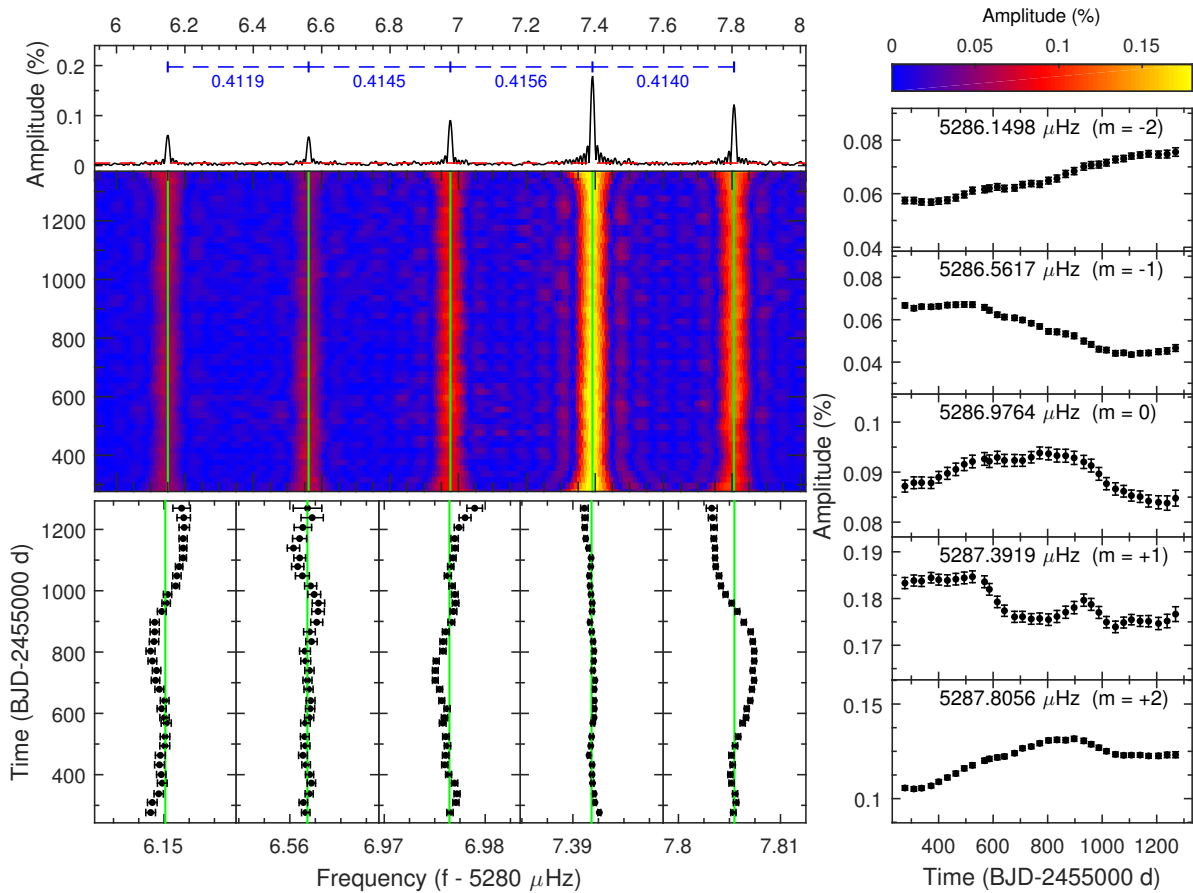 6 6.2 6.4 6.6 6.8 7 7.2 7.4 7.6 7.8 8
Amplitude (%)
0.2
0.1
0
0.4119 0.4145 0.4156 0.4140
1200
1000
800
600
400
Time (BJD-2455000 d)
1200
1000
800
600
400
6.15 6.56 6.97 6.98 7.39 7.8 7.81
Frequency (f - 5280 μHz)
Amplitude (%)
0 0.05 0.1 0.15
Amplitude (%)
5286.1498 μHz (m = -2)
0.08
0.06
0.04
5286.5617 μHz (m = -1)
0.08
0.06
0.04
5286.9764 μHz (m = 0)
0.1
0.09
0.08
5287.3919 μHz (m = +1)
0.19
0.18
0.17
5287.8056 μHz (m = +2)
0.15
0.1
400 600 800 1000 1200
Time (BJD-2455000 d)